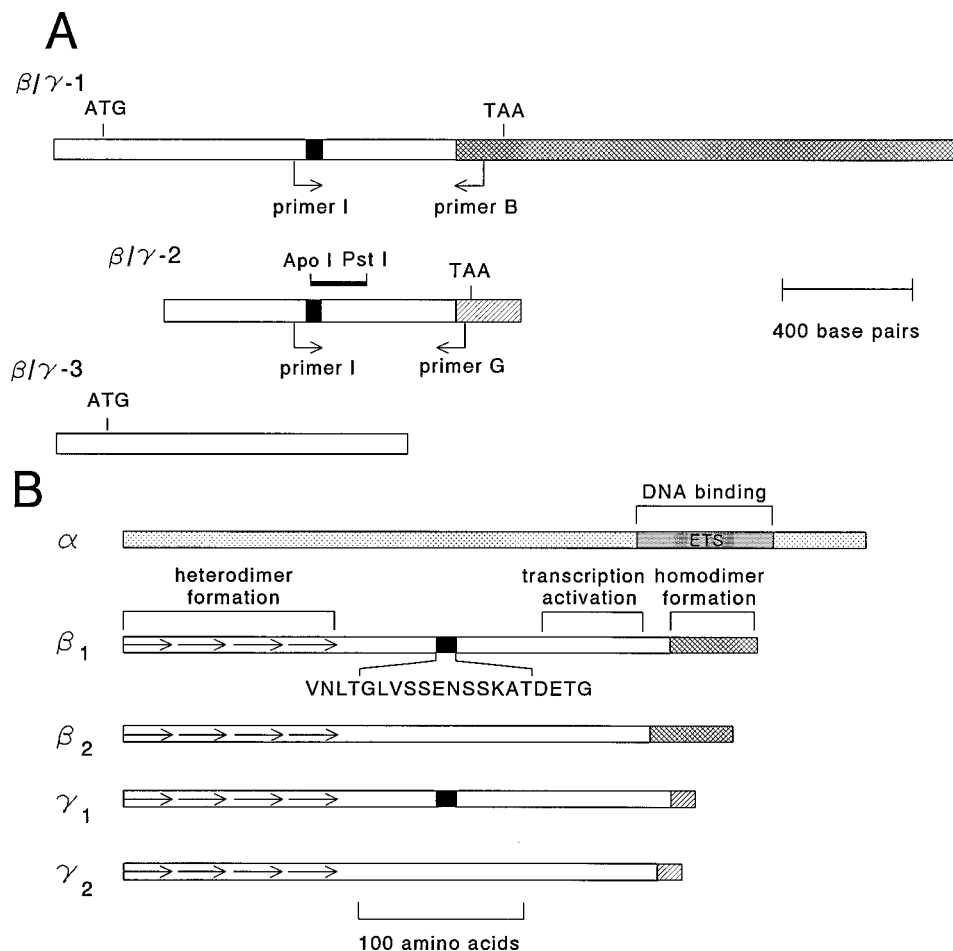 A
β/γ-1
ATG
TAA
primer I
primer B
β/γ-2
Apo I Pst I
TAA
primer I
primer G
400 base pairs
β/γ-3
ATG
B
DNA binding
α
ETS
heterodimer
formation
transcription
activation
homodimer
formation
β1
VNLTGLVSSENSSKATDETG
β2
γ1
γ2
100 amino acids